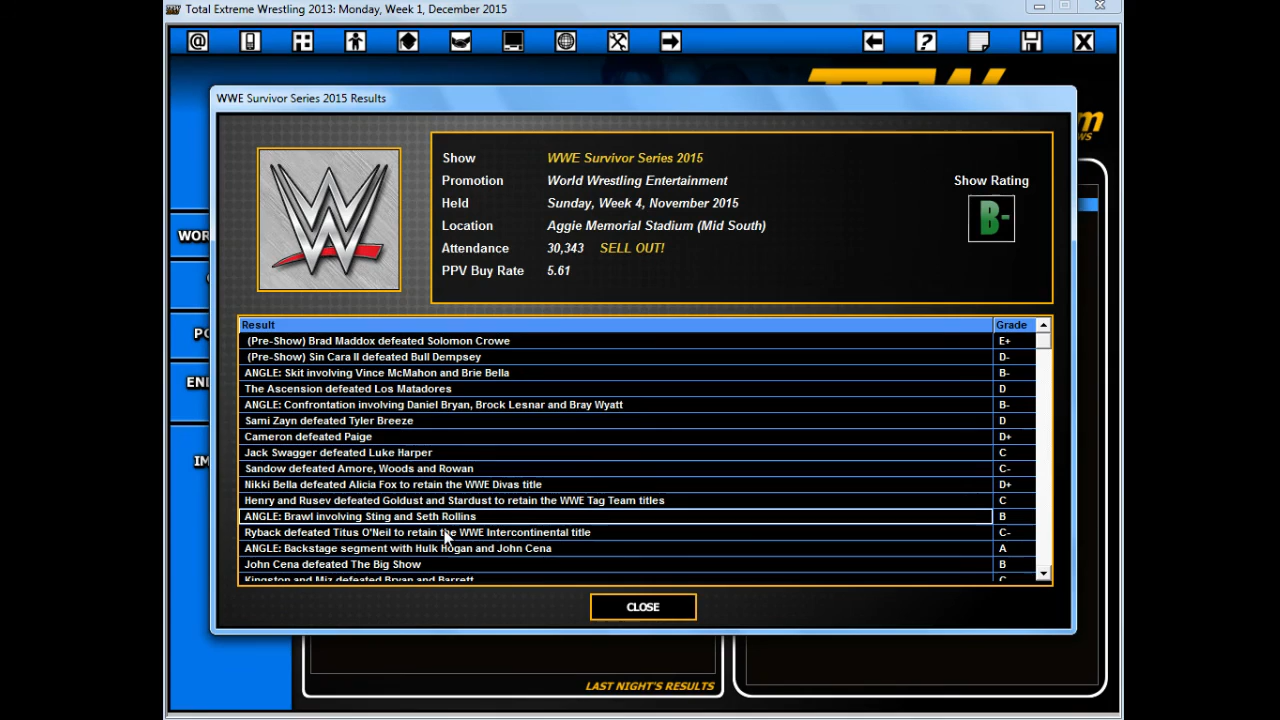 Total Extreme Wrestling 2013: Monday, Week 1, December 2015
WWE Survivor Series 2015 Results
Show WWE Survivor Series 2015
Promotion World Wrestling Entertainment
Held Sunday, Week 4, November 2015
Location Aggie Memorial Stadium (Mid South)
Attendance 30,343 SELL OUT!
PPV Buy Rate 5.61
Show Rating
B-
Result Grade
(Pre-Show) Brad Maddox defeated Solomon Crowe E+
(Pre-Show) Sin Cara II defeated Bull Dempsey D-
ANGLE: Skit involving Vince McMahon and Brie Bella B-
The Ascension defeated Los Matadores D
ANGLE: Confrontation involving Daniel Bryan, Brock Lesnar and Bray Wyatt B-
Sami Zayn defeated Tyler Breeze D
Cameron defeated Paige D+
Jack Swagger defeated Luke Harper C
Sandow defeated Amore, Woods and Rowan C-
Nikki Bella defeated Alicia Fox to retain the WWE Divas title D+
Henry and Rusev defeated Goldust and Stardust to retain the WWE Tag Team titles C
ANGLE: Brawl involving Sting and Seth Rollins B
Ryback defeated Titus O'Neil to retain the WWE Intercontinental title C-
ANGLE: Backstage segment with Hulk Hogan and John Cena A
John Cena defeated The Big Show B
Kingston and Miz defeated Bryan and Barrett
CLOSE
LAST NIGHT'S RESULTS